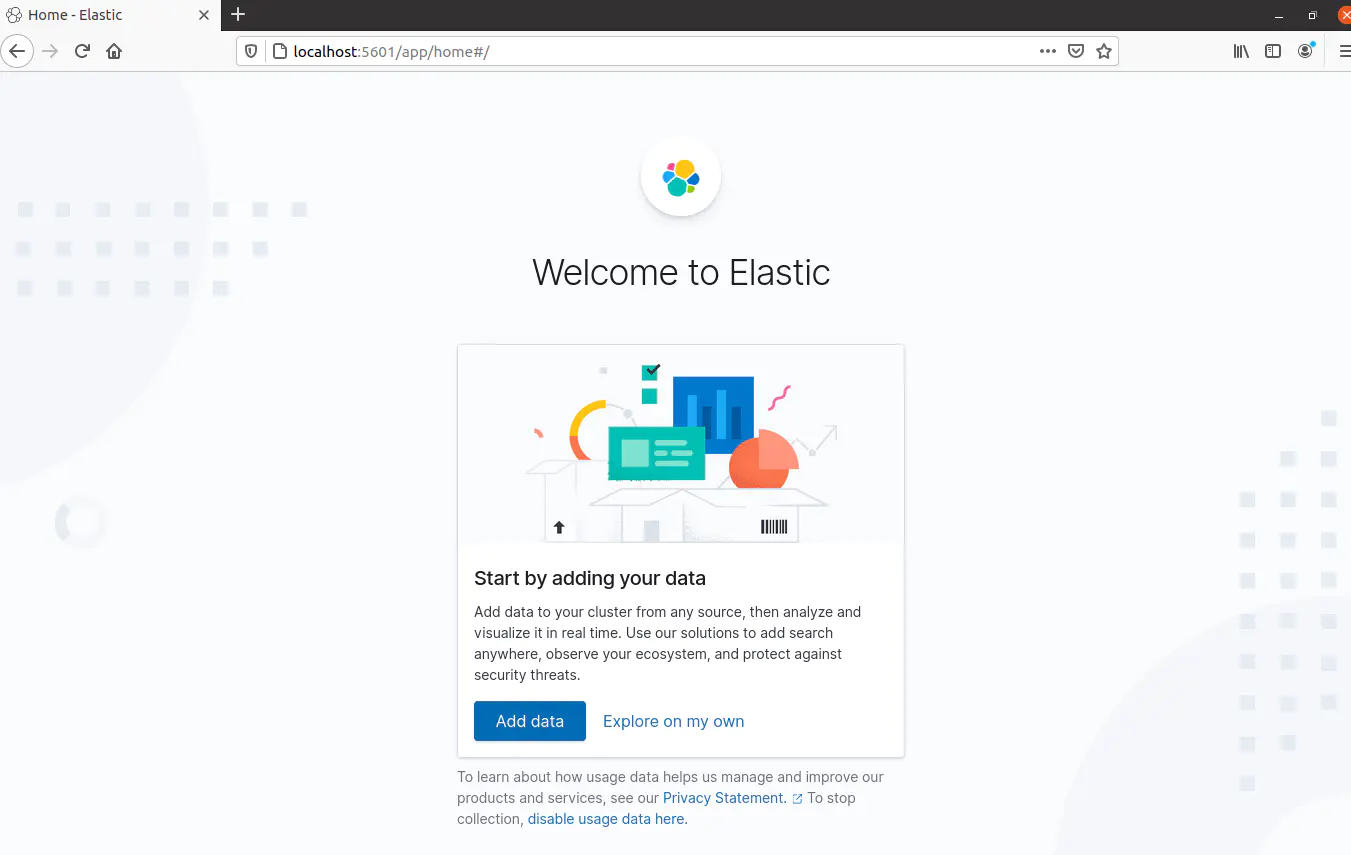 Home - Elastic
localhost:5601/app/home#/
Welcome to Elastic
Start by adding your data
Add data to your cluster from any source, then analyze and
visualize it in real time. Use our solutions to add search
anywhere, observe your ecosystem, and protect against
security threats.
Add data
Explore on my own
To learn about how usage data helps us manage and improve our
products and services, see our Privacy Statement. To stop
collection, disable usage data here.